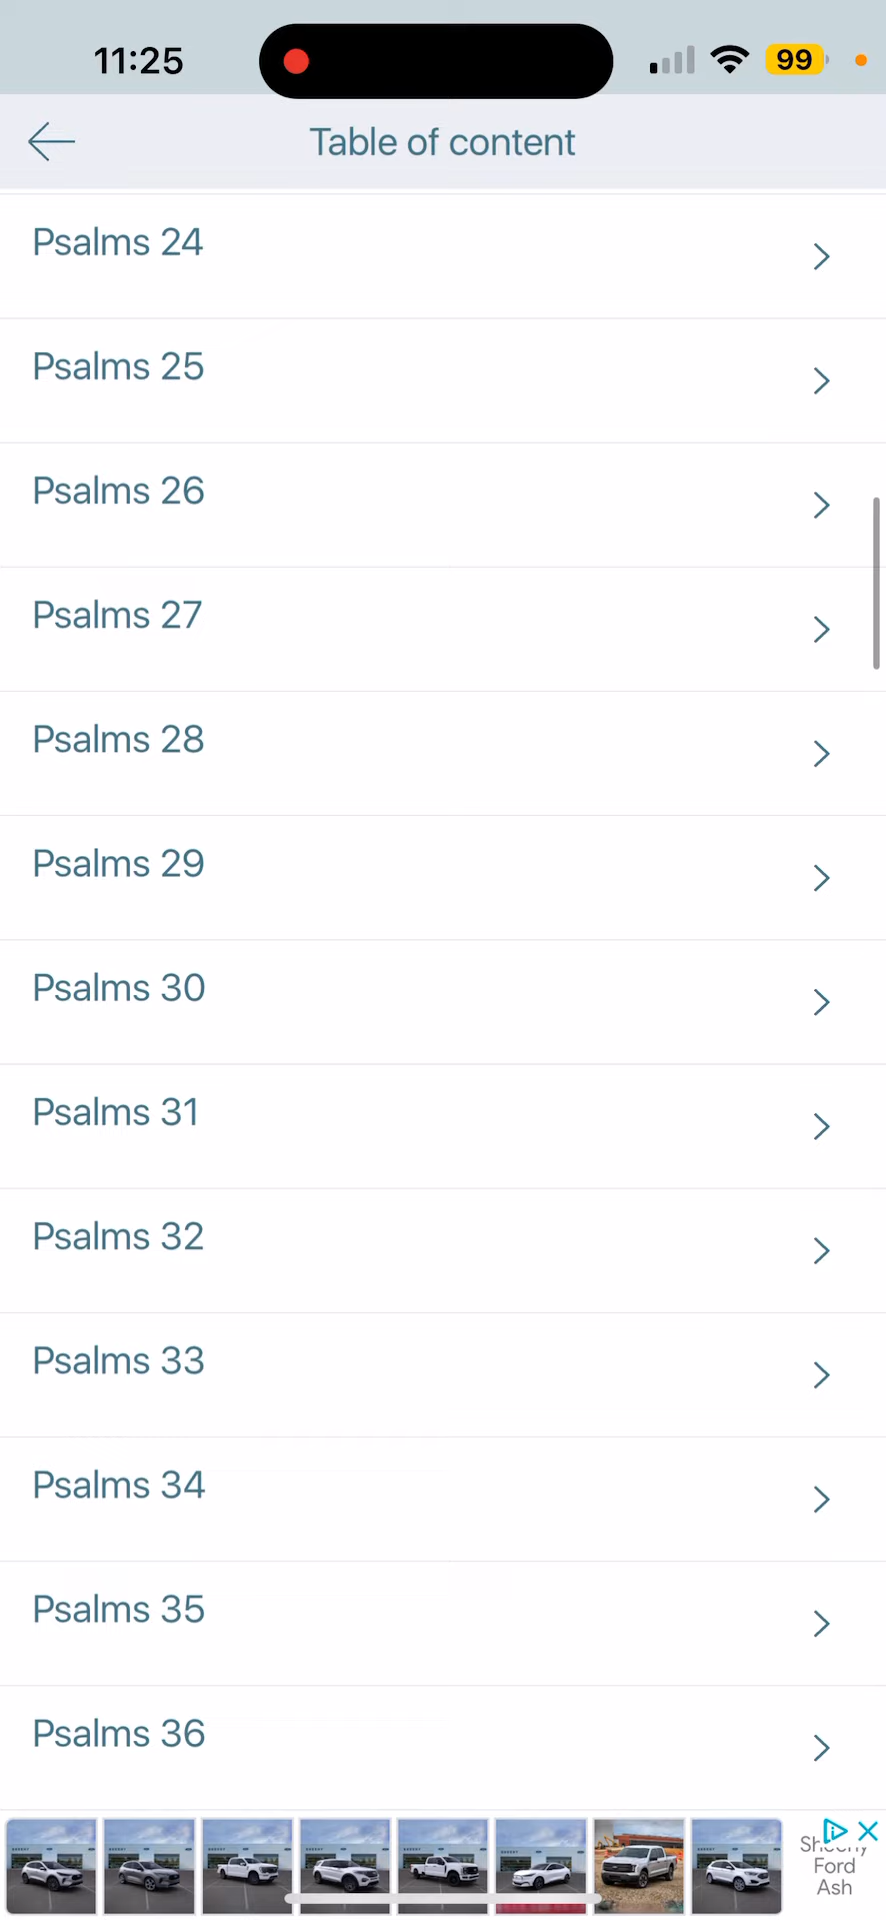 11:25
99
Table of content
Psalms 24
Psalms 25
Psalms 26
Psalms 27
Psalms 28
Psalms 29
Psalms 30
Psalms 31
Psalms 32
Psalms 33
Psalms 34
Psalms 35
Psalms 36
Ford
Ash